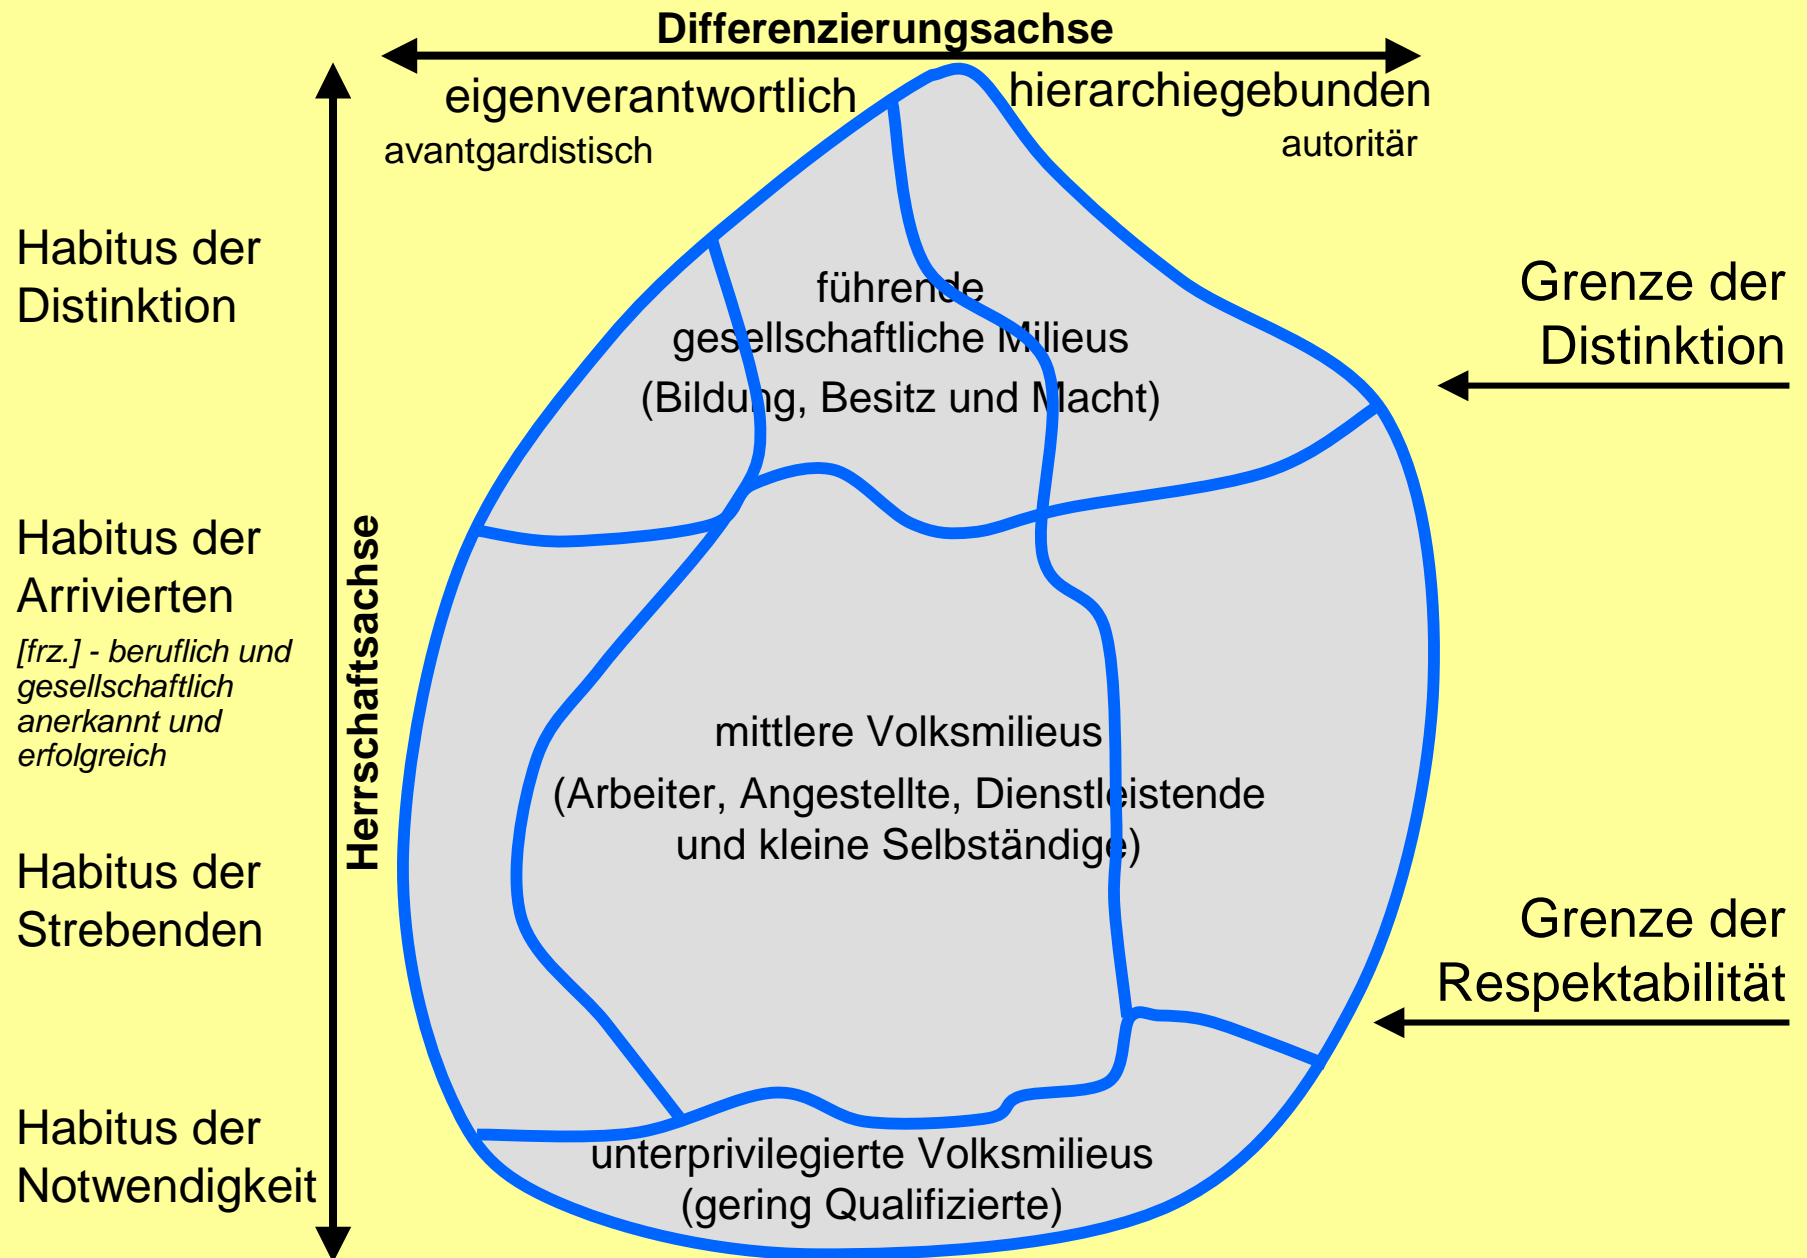 Differenzierungsachse
eigenverantwortlich
hierarchiegebunden
avantgardistisch
autoritär
Habitus der
Distinktion
Habitus der
Arrivierten
[frz.] - beruflich und
gesellschaftlich
anerkannt und
erfolgreich
Habitus der
Strebenden
Habitus der
Notwendigkeit
Herrschaftsachse
führende
gesellschaftliche Milieus
(Bildung, Besitz und Macht)
mittlere Volksmilieus
(Arbeiter, Angestellte, Dienstleistende
und kleine Selbständige)
unterprivilegierte Volksmilieus
(gering Qualifizierte)
Grenze der
Distinktion
Grenze der
Respektabilität